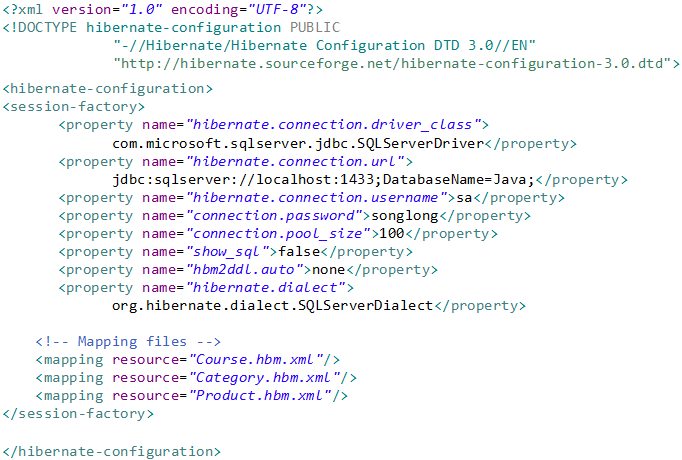 <?xml version="1.0" encoding="UTF-8"?>
<!DOCTYPE hibernate-configuration PUBLIC
"-//Hibernate/Hibernate Configuration DTD 3.0//EN"
"http://hibernate.sourceforge.net/hibernate-configuration-3.0.dtd">
<hibernate-configuration>
<session-factory>
<property name="hibernate.connection.driver_class">
com.microsoft.sqlserver.jdbc.SQLServerDriver</property>
<property name="hibernate.connection.url">
jdbc:sqlserver://localhost:1433;DatabaseName=Java;</property>
<property name="hibernate.connection.username">sa</property>
<property name="connection.password">songlong</property>
<property name="connection.pool_size">100</property>
<property name="show_sql">false</property>
<property name="hbm2ddl.auto">none</property>
<property name="hibernate.dialect">
org.hibernate.dialect.SQLServerDialect</property>
<!-- Mapping files -->
<mapping resource="Course.hbm.xml"/>
<mapping resource="Category.hbm.xml"/>
<mapping resource="Product.hbm.xml"/>
</session-factory>
</hibernate-configuration>